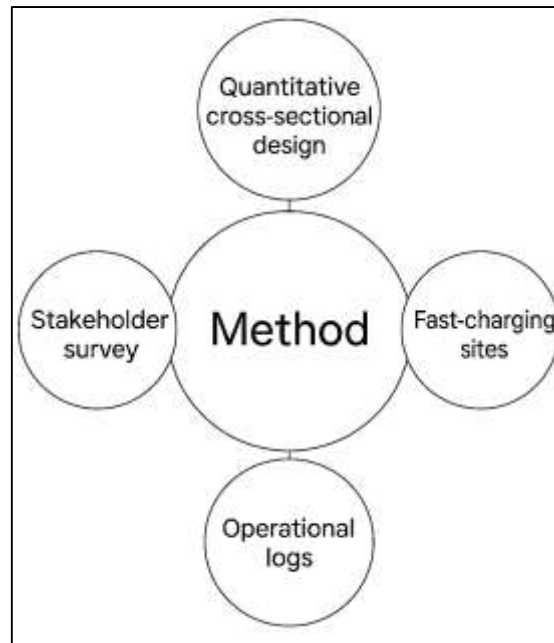 Quantitative
cross-sectional
design
Stakeholder
survey
Method
Fast-charging
sites
Operational
logs